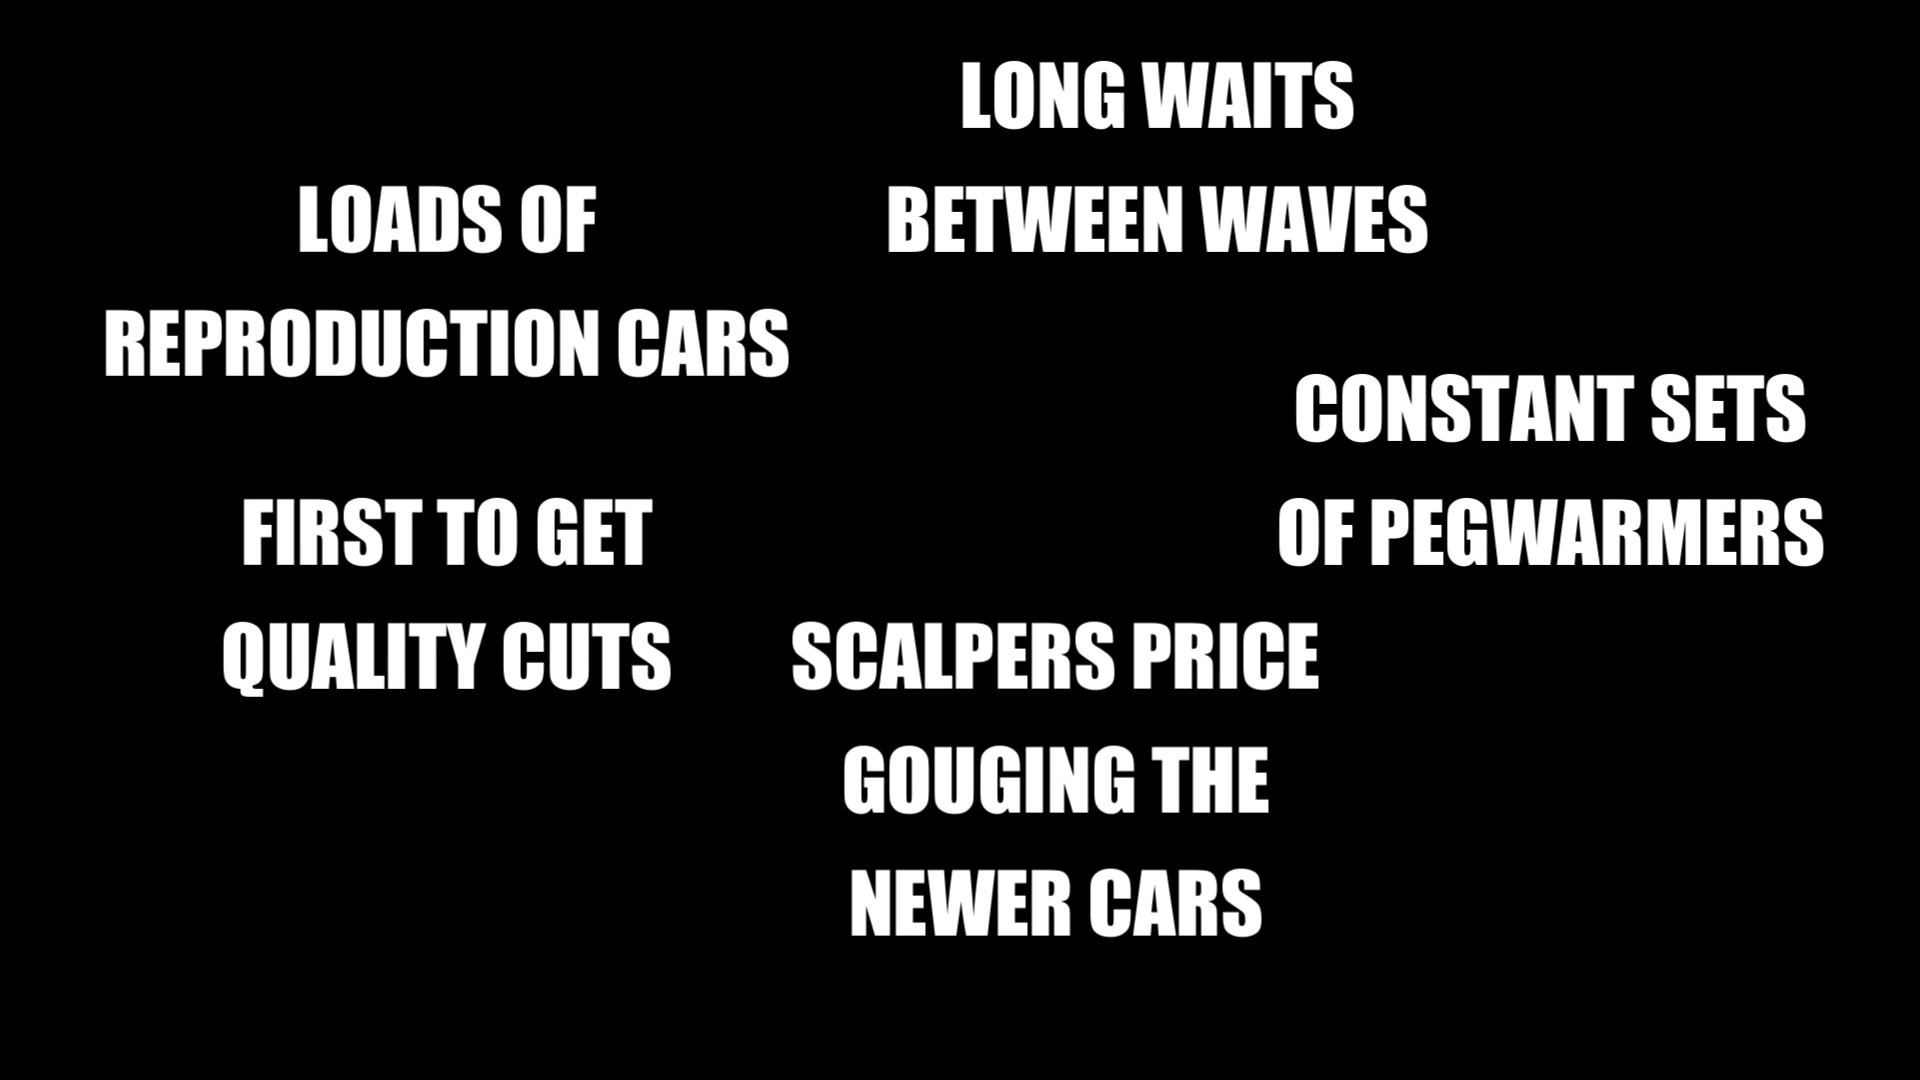 LONG WAITS
BETWEEN WAVES
LOADS OF
REPRODUCTION CARS
CONSTANT SETS
OF PEGWARMERS
FIRST TO GET
QUALITY CUTS
SCALPERS PRICE
GOUGING THE
NEWER CARS